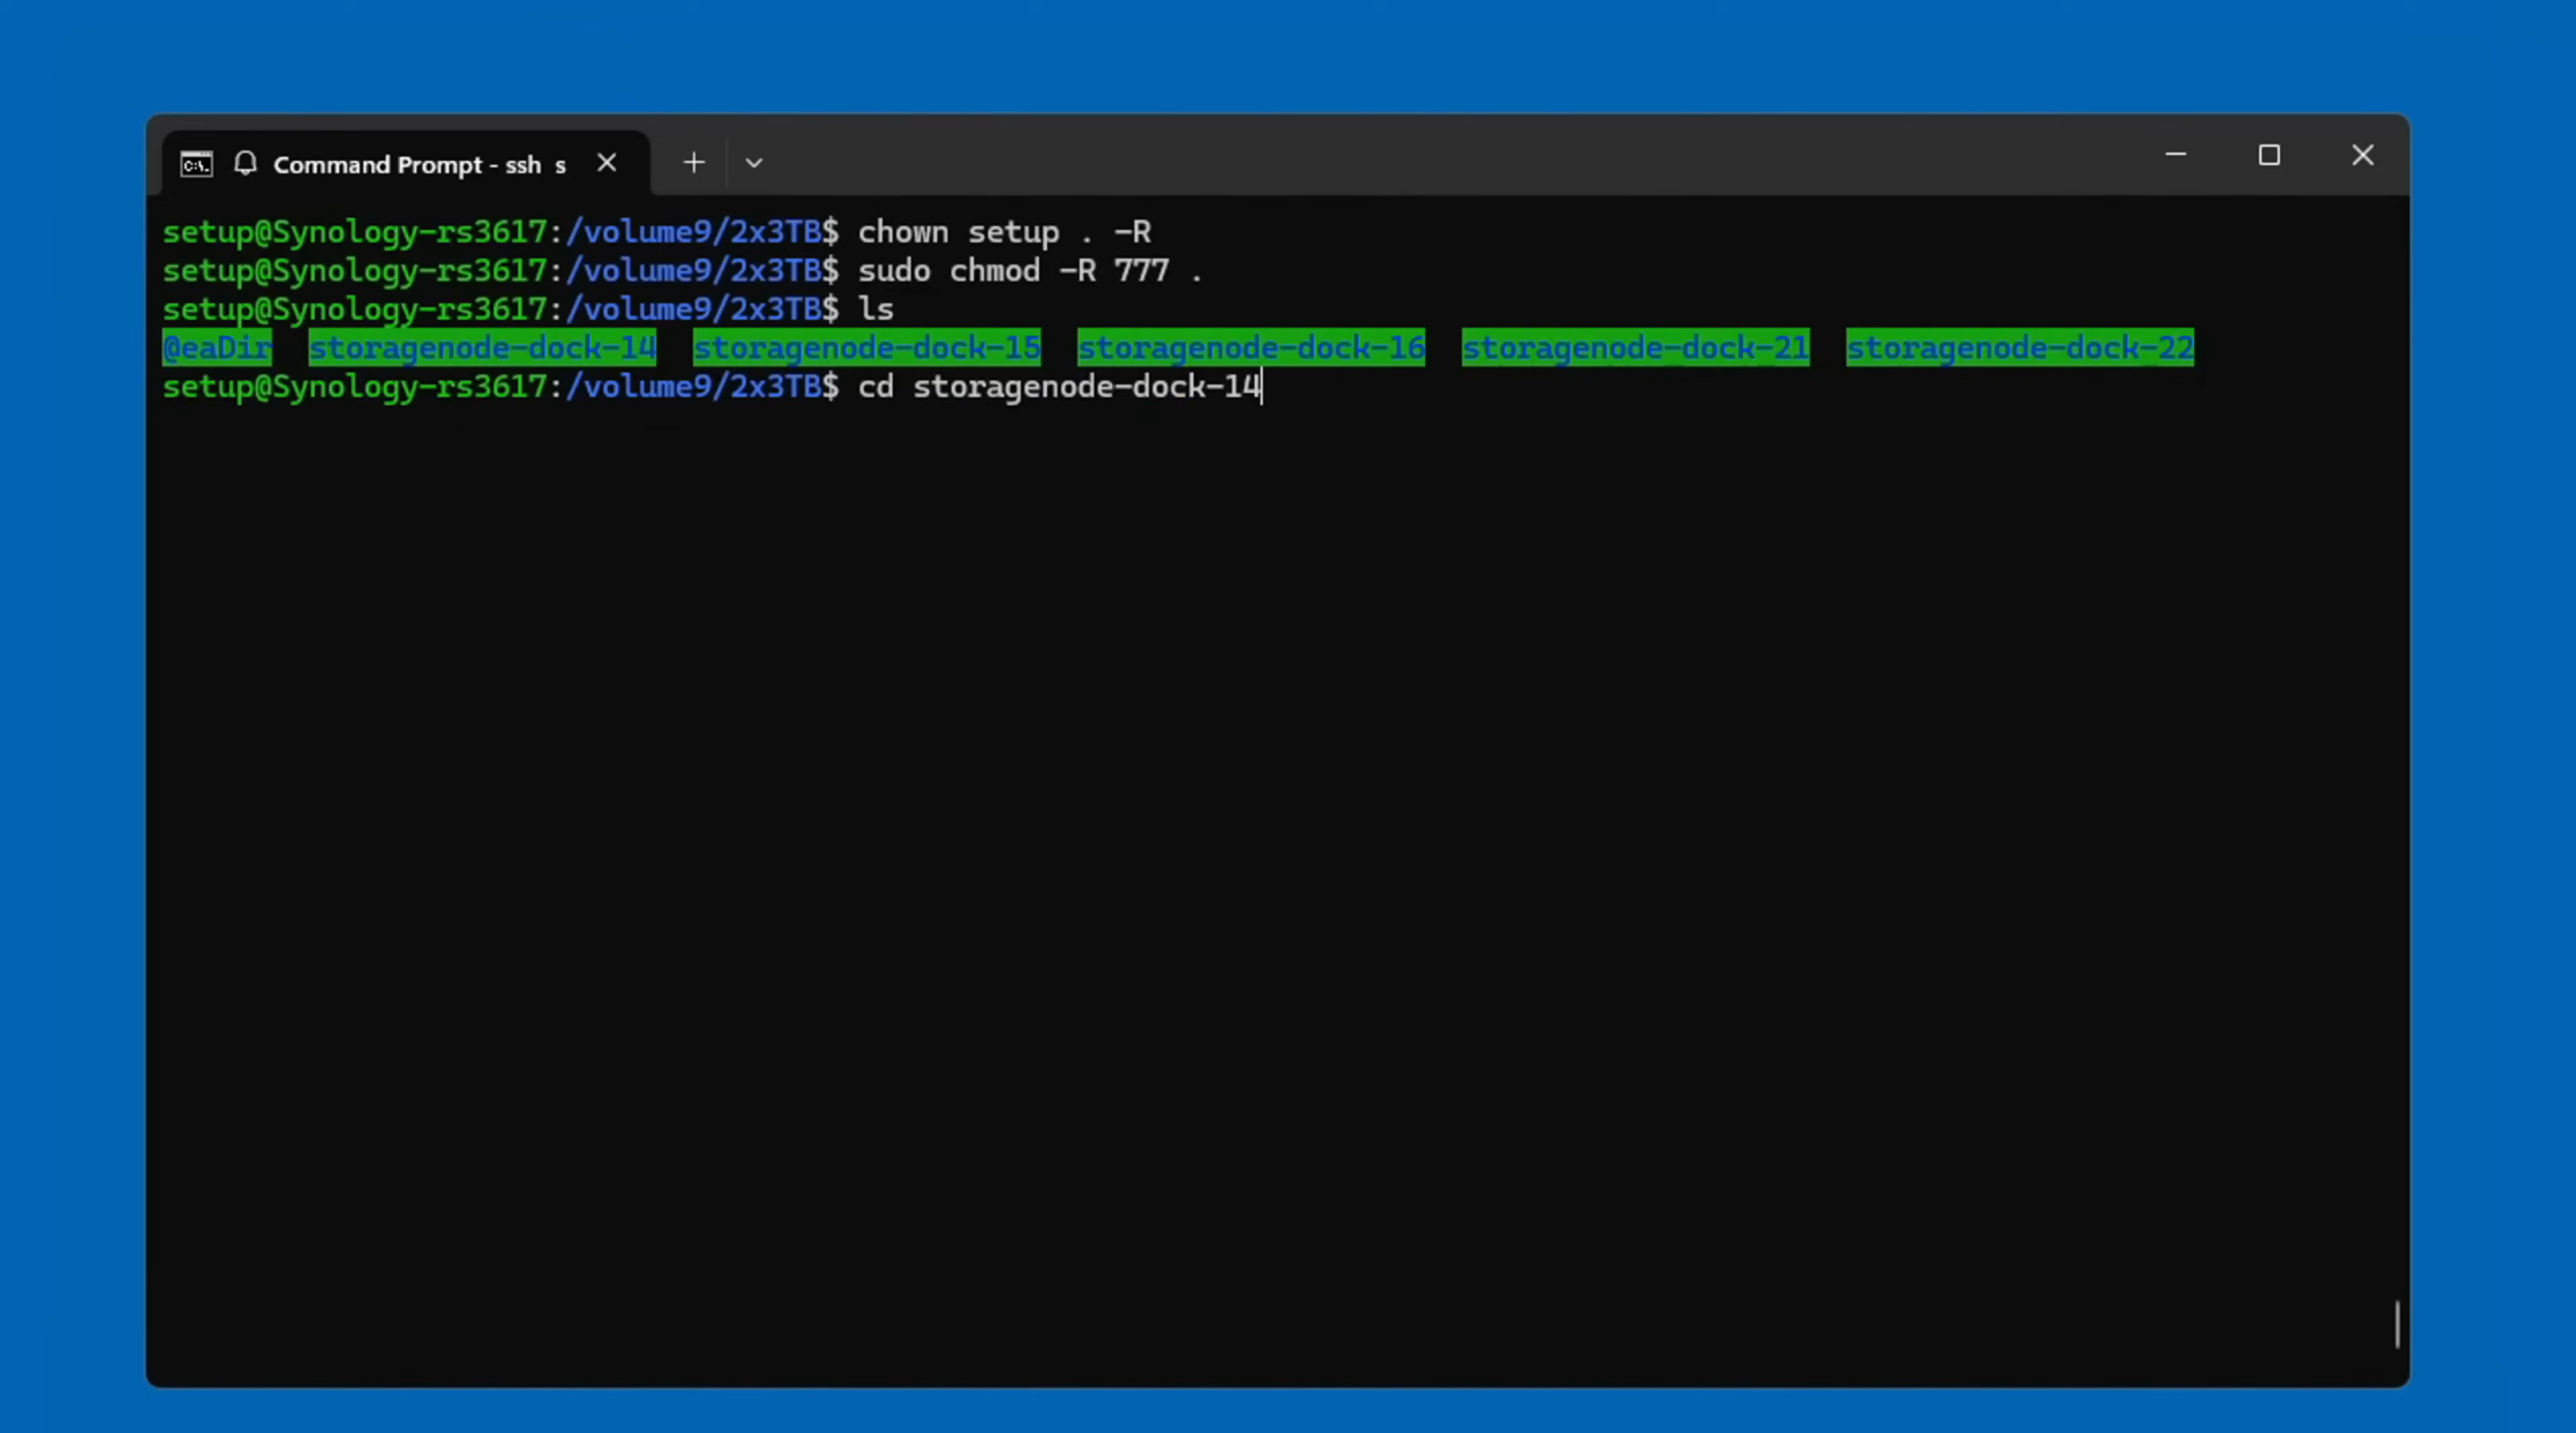 Command Prompt - ssh s
setup@Synology-rs3617:/volume9/2x3TB$ chown setup . -R
setup@Synology-rs3617:/volume9/2x3TB$ sudo chmod -R 777 .
setup@Synology-rs3617:/volume9/2x3TB$ ls
@eaDir storagenode-dock-14 storagenode-dock-15 storagenode-dock-16 storagenode-dock-21 storagenode-dock-22
setup@Synology-rs3617:/volume9/2x3TB$ cd storagenode-dock-14